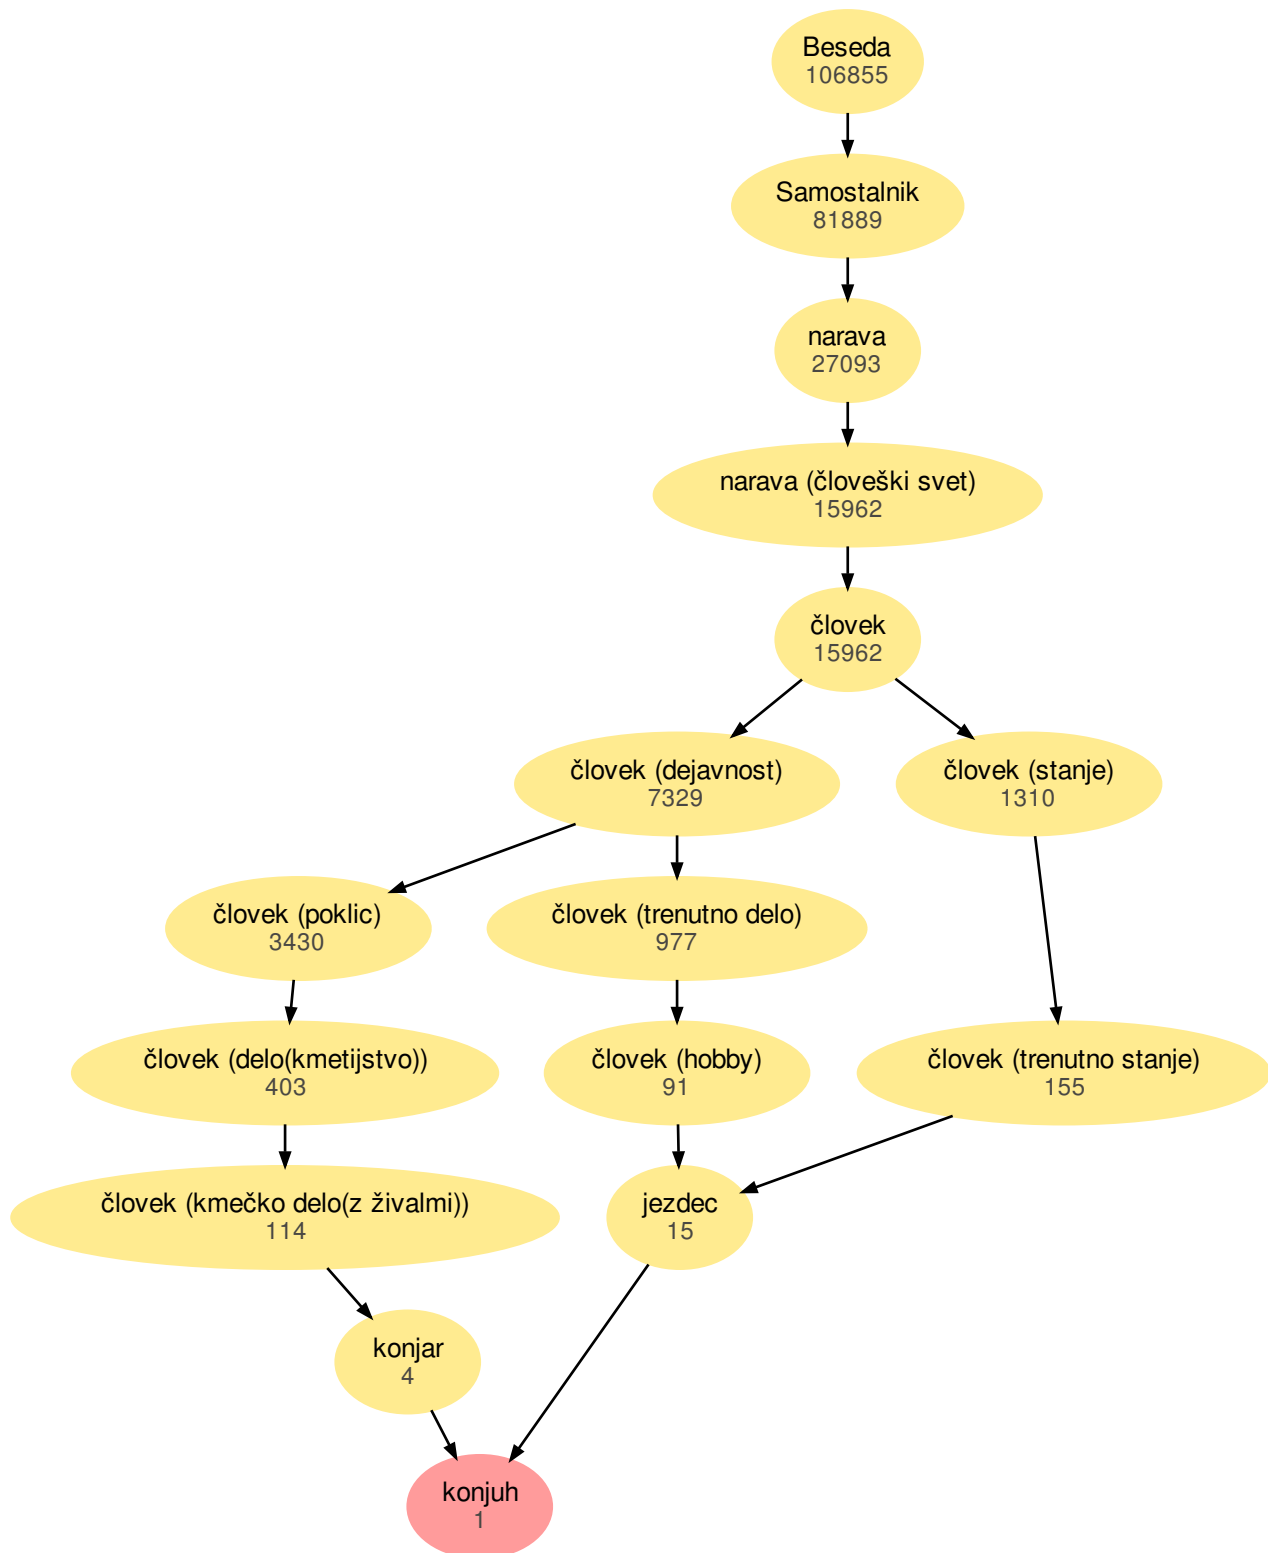 Beseda
106855
Samostalnik
81889
narava
27093
narava (človeški svet)
15962
človek
15962
človek (dejavnost)
7329
človek (stanje)
1310
človek (poklic)
3430
človek (trenutno delo)
977
človek (delo(kmetijstvo))
403
človek (hobby)
91
človek (trenutno stanje)
155
človek (kmečko delo(z živalmi))
114
jezdec
15
konjar
4
konjuh
1